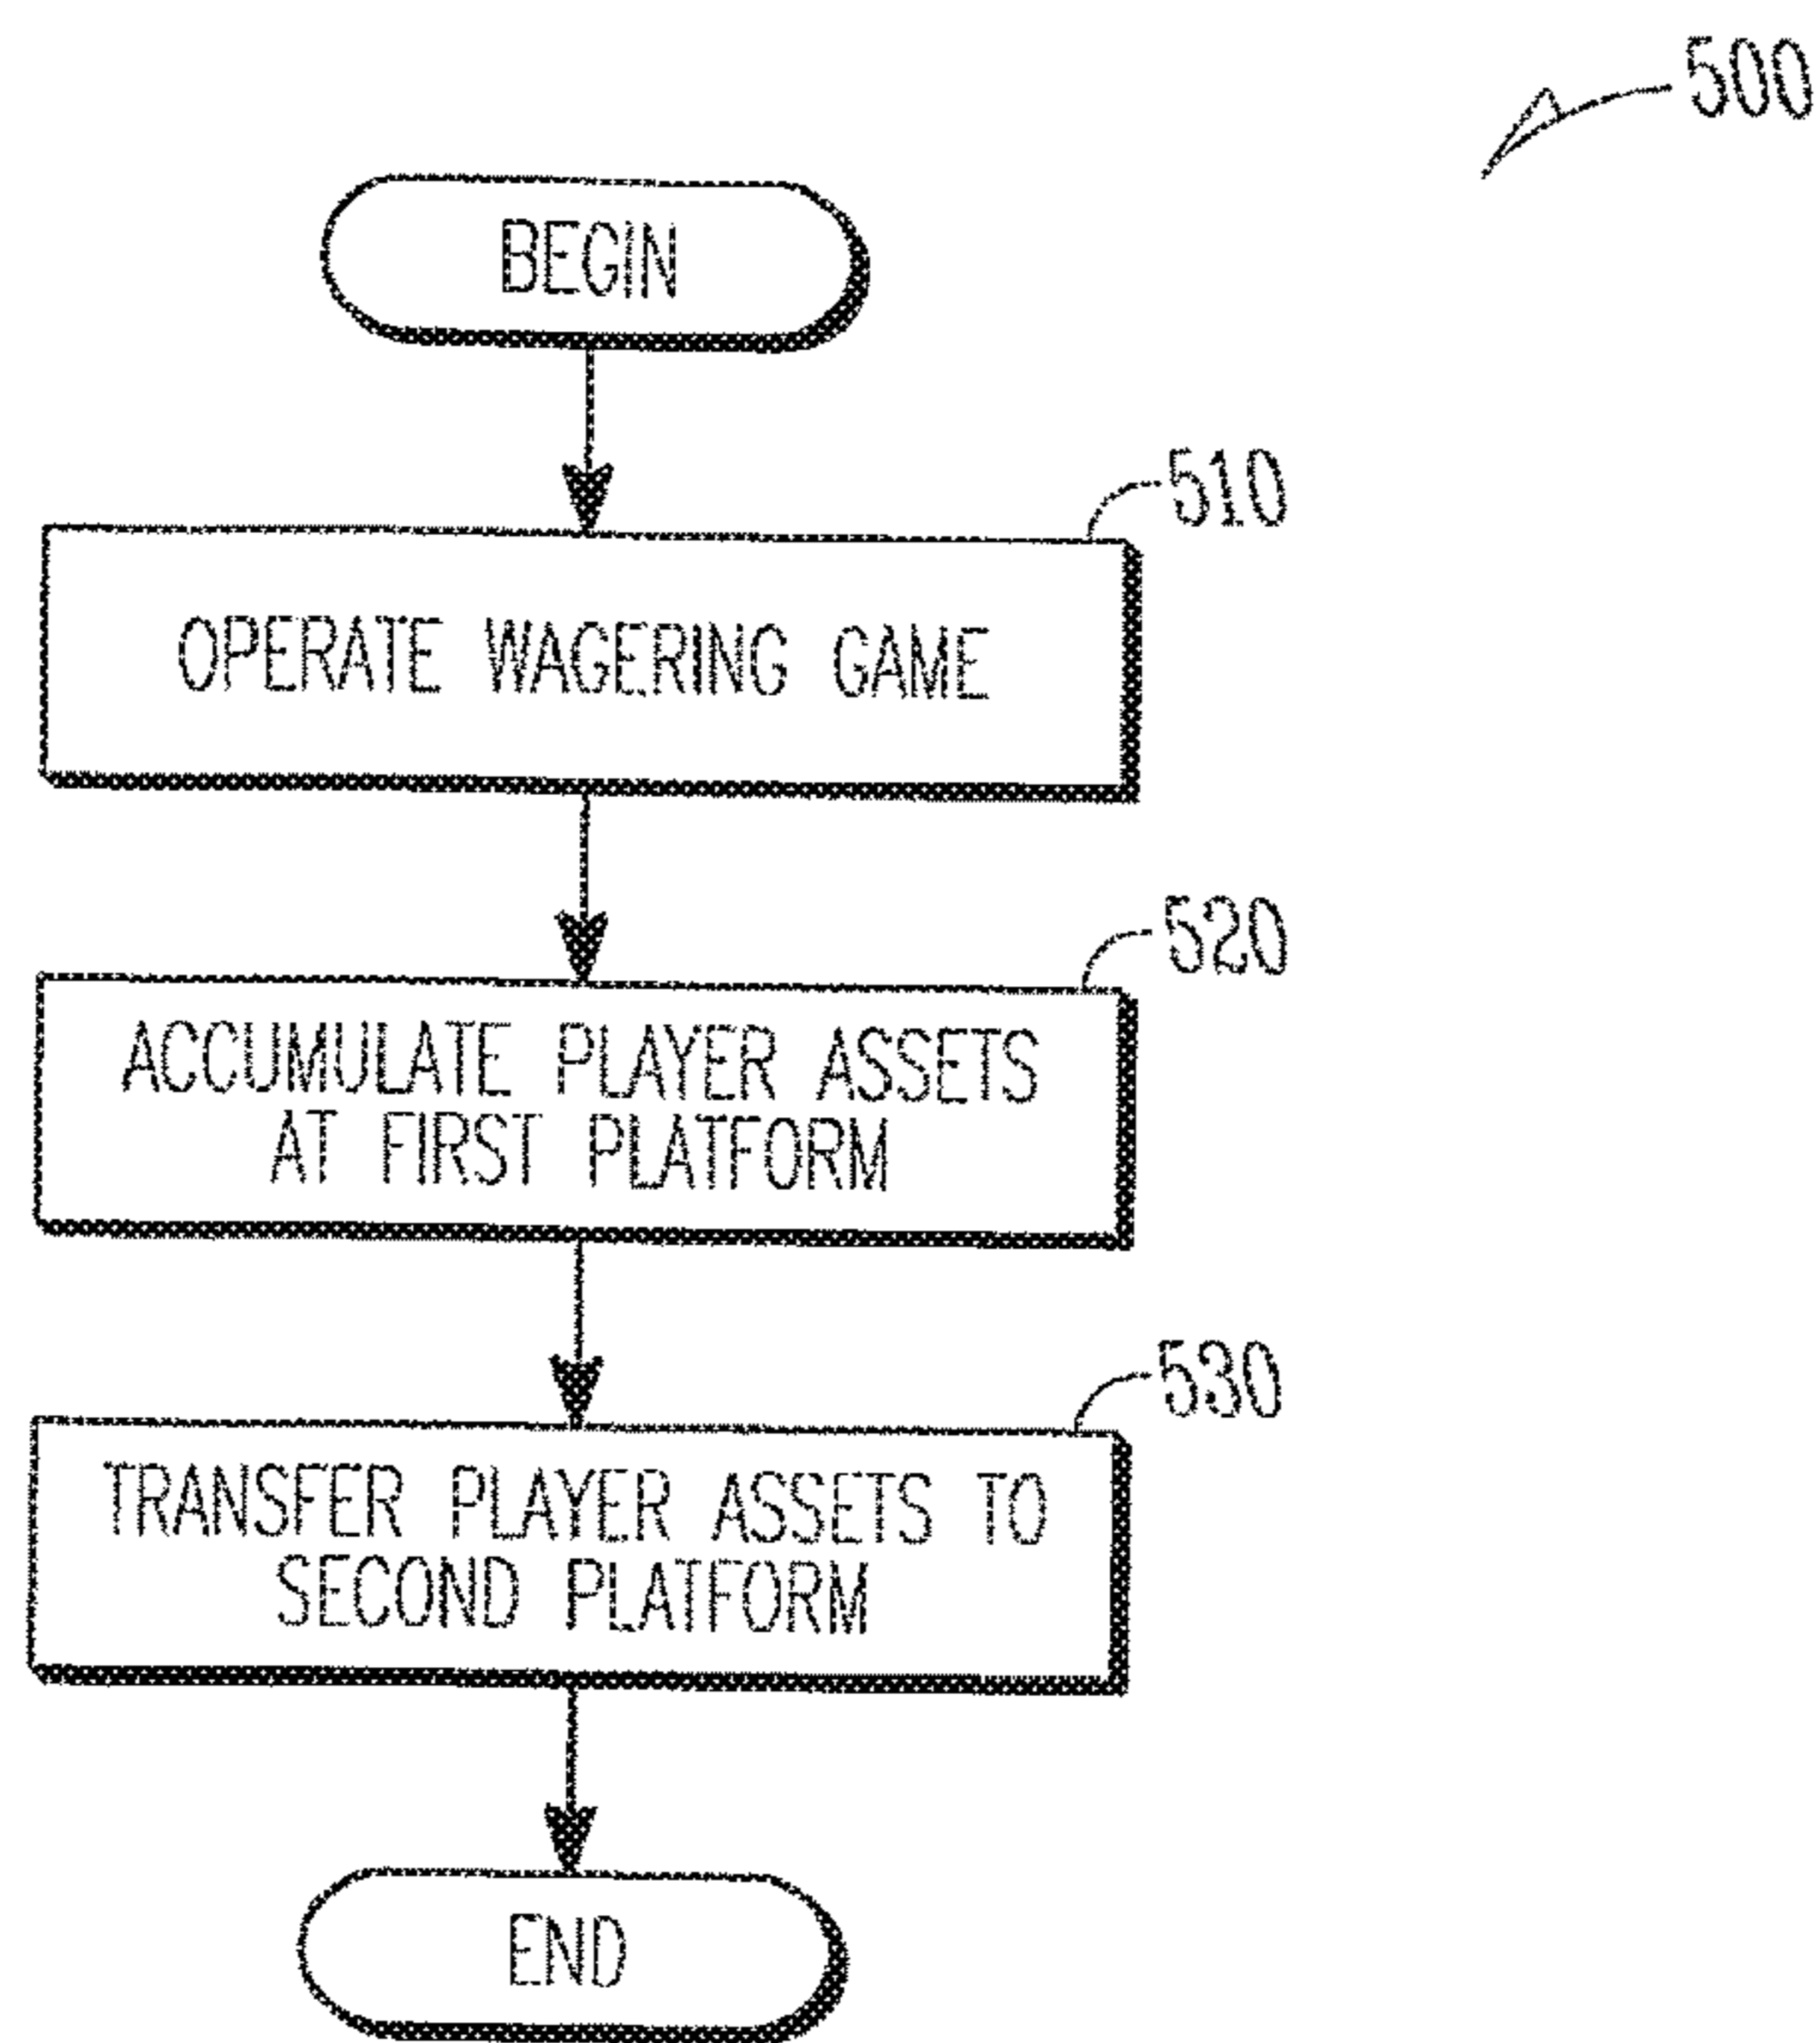 500
BEGIN
510
OPERATE WAGERING GAME
520
ACCUMULATE PLAYER ASSETS
AT FIRST PLATFORM
530
TRANSFER PLAYER ASSETS TO
SECOND PLATFORM
END